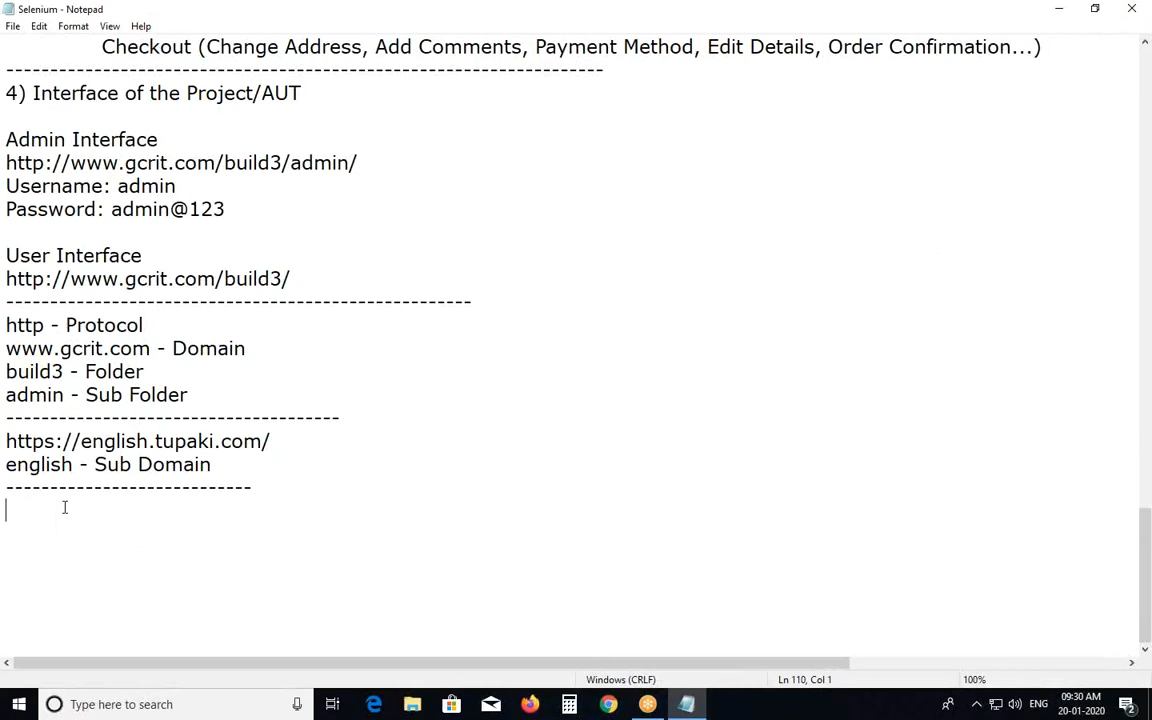 Selenium - Notepad
File Edit Format View Help
Checkout (Change Address, Add Comments, Payment Method, Edit Details, Order Confirmation...)
--------------------------------------------------------------------
4) Interface of the Project/AUT
Admin Interface
http://www.gcrit.com/build3/admin/
Username: admin
Password: admin@123
User Interface
http://www.gcrit.com/build3/
-----------------------------------------------------
http - Protocol
www.gcrit.com - Domain
build3 - Folder
admin - Sub Folder
--------------------------------------
https://english.tupaki.com/
english - Sub Domain
----------------------------
Windows (CRLF) Ln 110, Col 1 100%
Type here to search
ENG
09:30 AM
20-01-2020
2